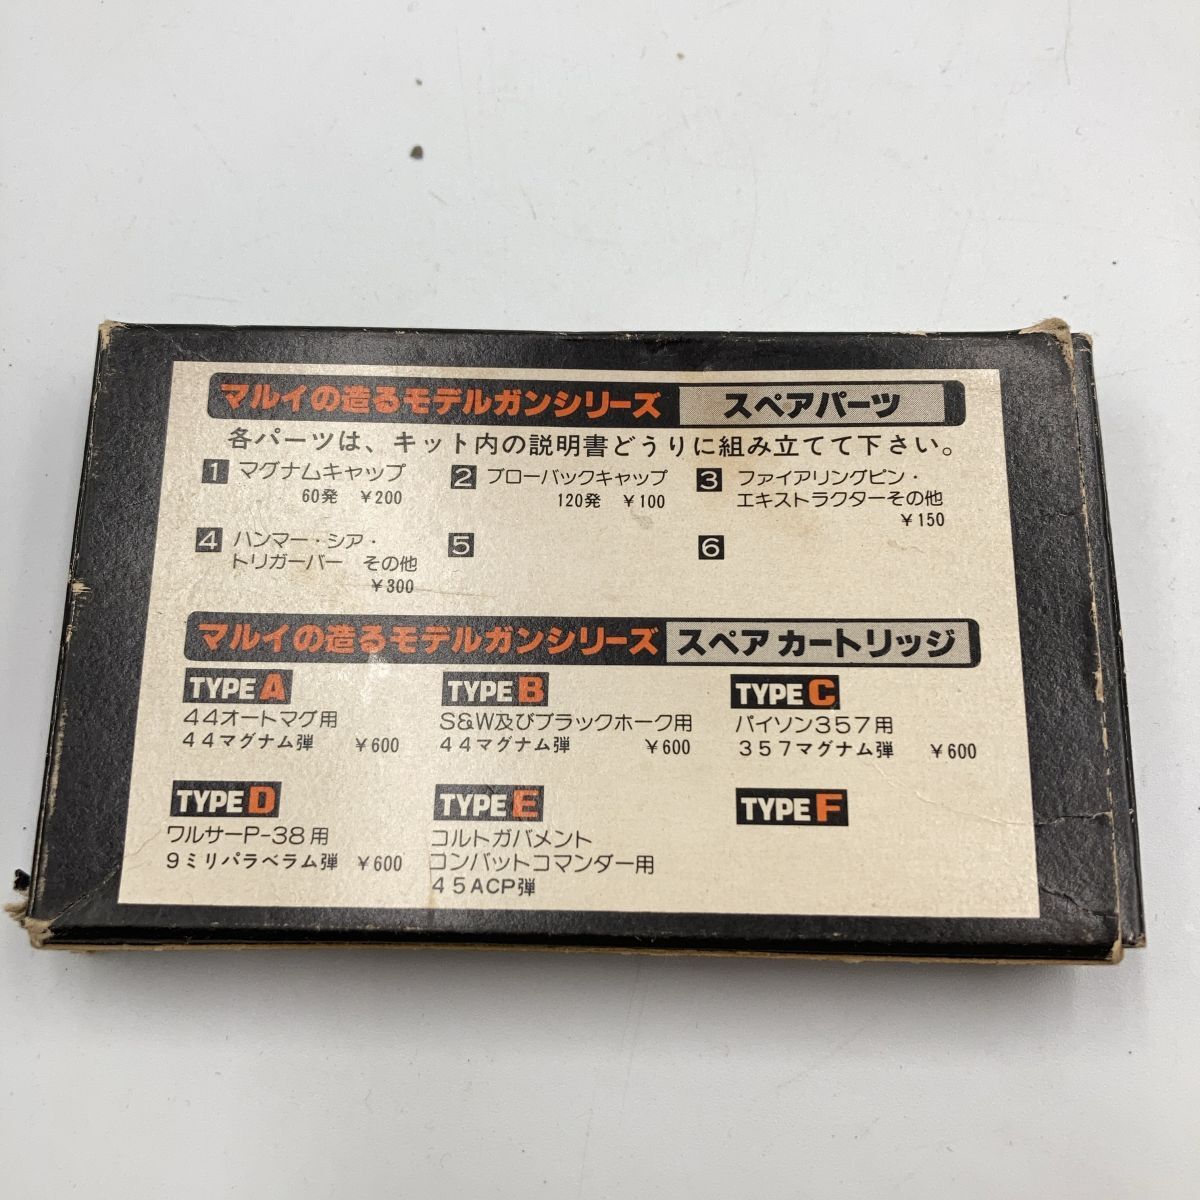 マルイの造るモデルガンシリーズ スペアパーツ
各パーツは、キット内の説明書どうりに組み立てて下さい。
1 マグナムキャップ
60発 ¥200
2 ブローバックキャップ
120発 ¥100
3 ファイアリングピン・
エキストラクターその他
¥150
4 ハンマー・シア・
トリガーバー その他
¥300
5
6
マルイの造るモデルガンシリーズ スペアカートリッジ
TYPE A
44オートマグ用
44マグナム弾 ¥600
TYPE B
S&W及びブラックホーク用
44マグナム弾 ¥600
TYPE C
パイソン357用
357マグナム弾 ¥600
TYPE D
ワルサーP-38用
9ミリパラベラム弾 ¥600
TYPE E
コルトガバメント
コンバットコマンダー用
45ACP弾
TYPE F